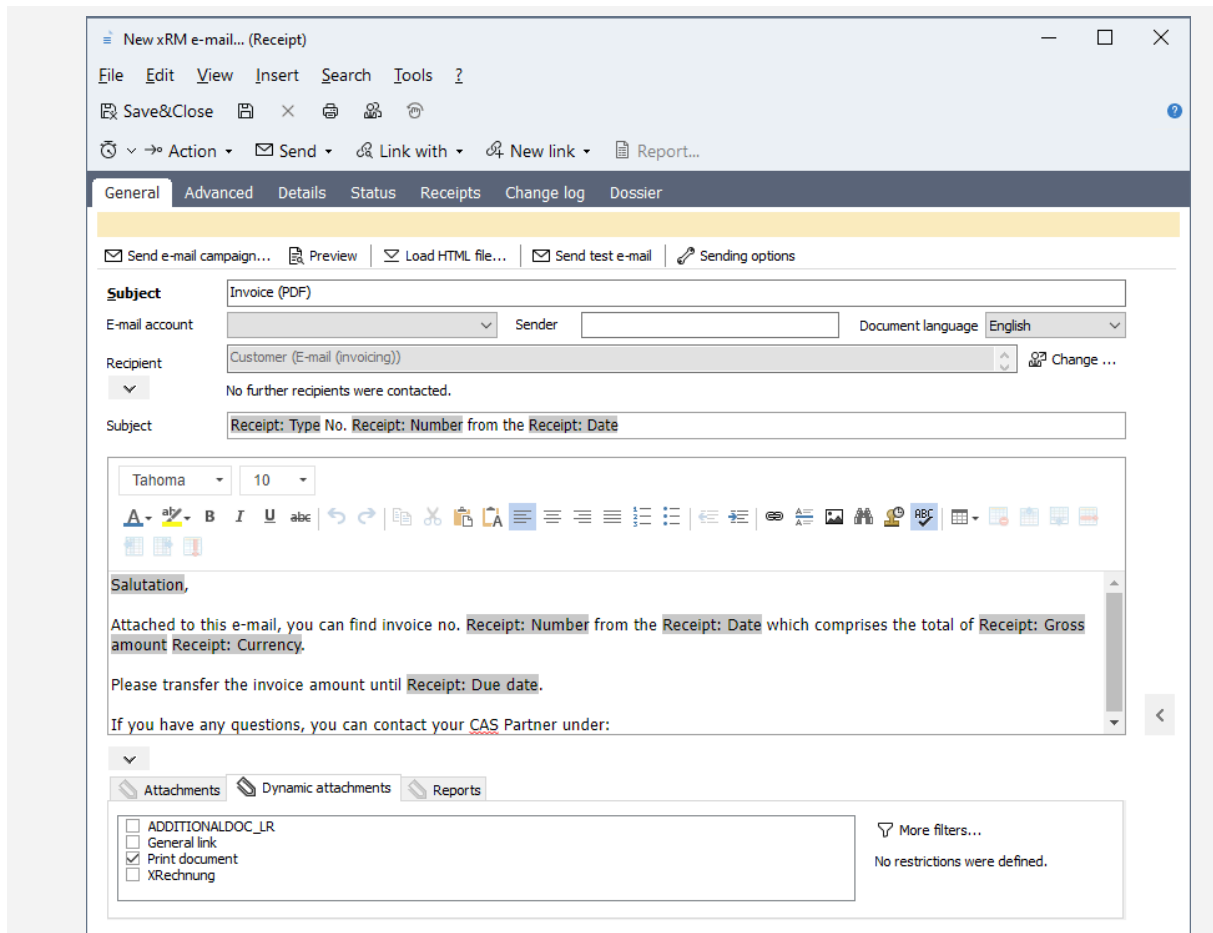 New xRM e-mail... (Receipt)
File Edit View Insert Search Tools ?
Save&Close
Action Send Link with New link Report...
General Advanced Details Status Receipts Change log Dossier
Send e-mail campaign... Preview Load HTML file... Send test e-mail Sending options
Subject Invoice (PDF)
E-mail account Sender Document language English
Recipient Customer (E-mail (invoicing)) Change ...
No further recipients were contacted.
Subject Receipt: Type No. Receipt: Number from the Receipt: Date
Tahoma 10
A ab B I U abc ABC
Salutation,
Attached to this e-mail, you can find invoice no. Receipt: Number from the Receipt: Date which comprises the total of Receipt: Gross
amount Receipt: Currency.
Please transfer the invoice amount until Receipt: Due date.
If you have any questions, you can contact your CAS Partner under:
Attachments Dynamic attachments Reports
ADDITIONALDOC_LR
General link
Print document
XRechnung
More filters...
No restrictions were defined.